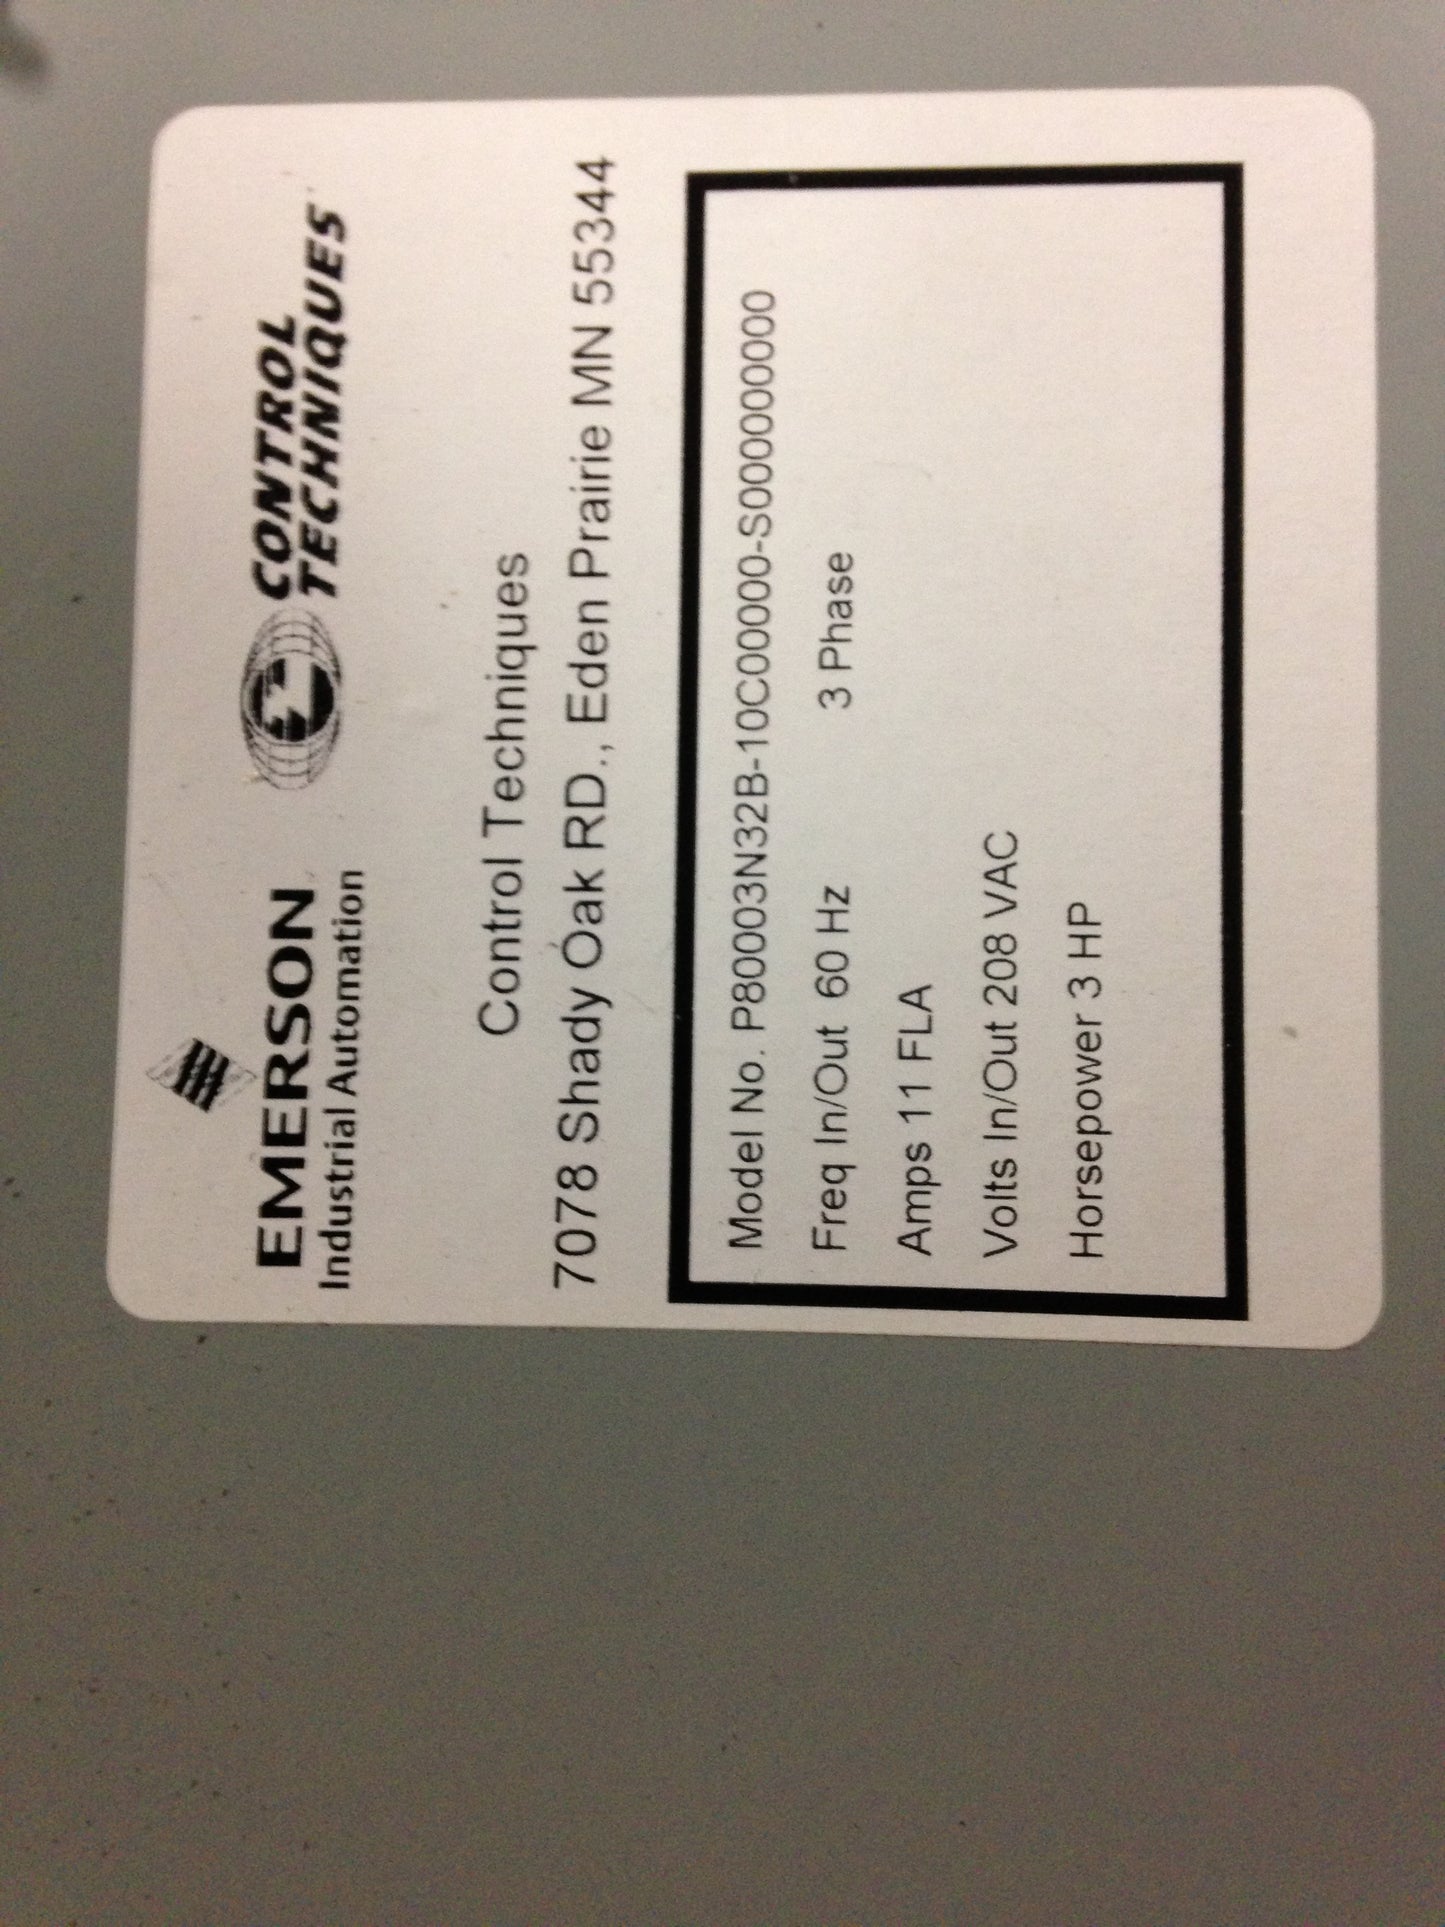 EMERSON
Industrial Automation
CONTROL
TECHNIQUES
Control Techniques
7078 Shady Oak RD., Eden Prairie MN 55344
Model No. P80003N32B-10C00000-S00000000
Freq In/Out 60 Hz 3 Phase
Amps 11 FLA
Volts In/Out 208 VAC
Horsepower 3 HP